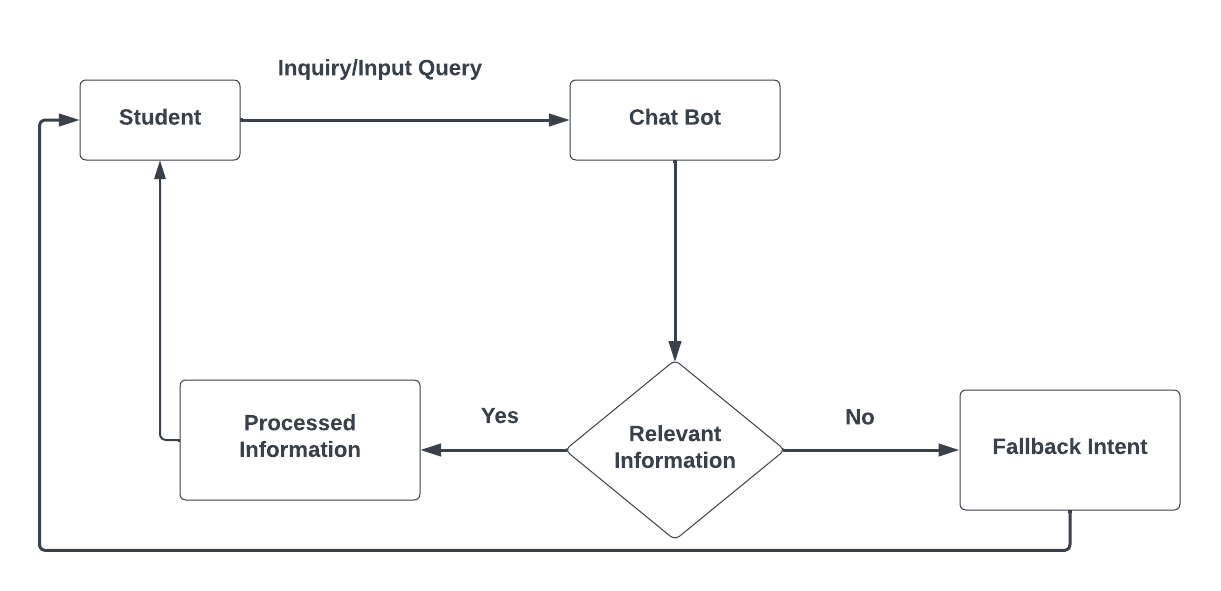 Inquiry/Input Query
Student
Chat Bot
Yes
No
Processed
Information
Relevant
Information
Fallback Intent